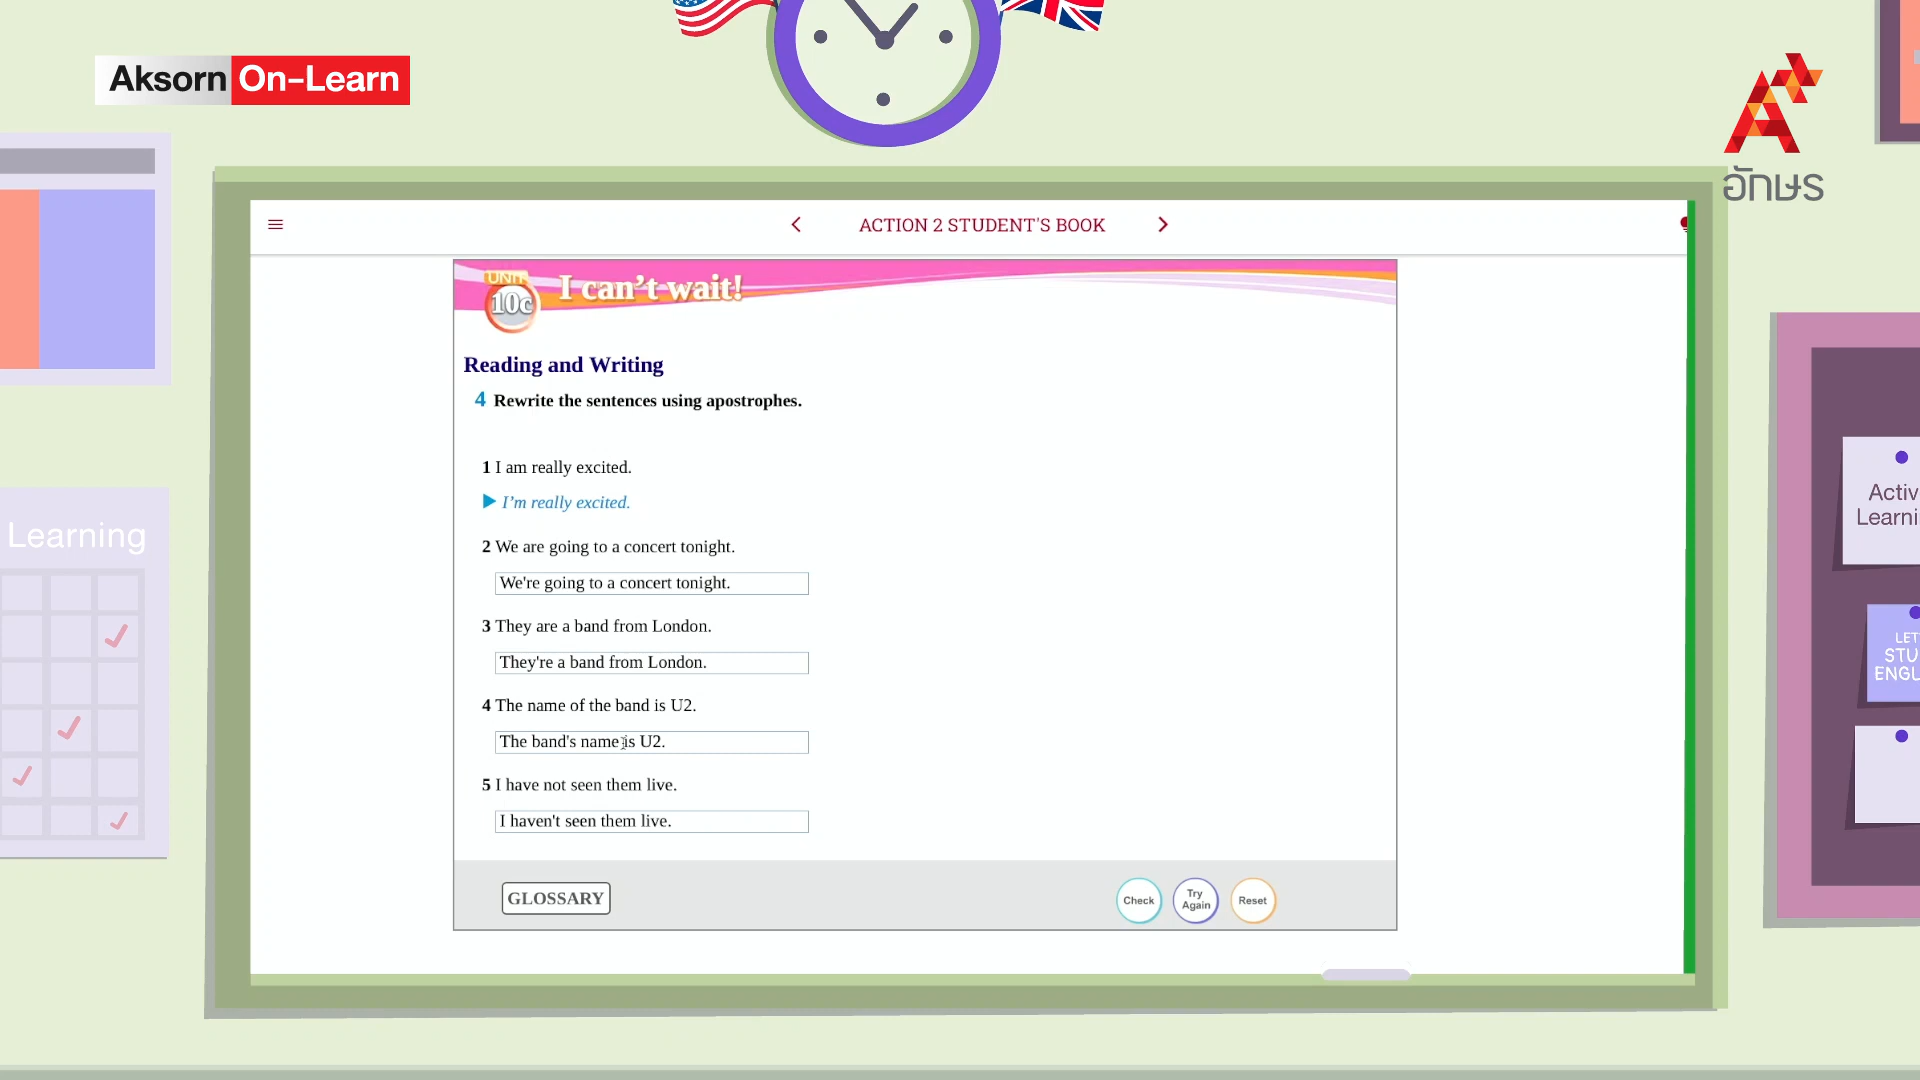 Aksorn On-Learn
อักษร
ACTION 2 STUDENT'S BOOK
UNIT
10c
I can't wait!
Reading and Writing
4 Rewrite the sentences using apostrophes.
1 I am really excited.
I'm really excited.
2 We are going to a concert tonight.
We're going to a concert tonight.
3 They are a band from London.
They're a band from London.
4 The name of the band is U2.
The band's name is U2.
5 I have not seen them live.
I haven't seen them live.
GLOSSARY
Check
Try
Again
Reset
Learning
Activ
Learni
LET
STU
ENGL